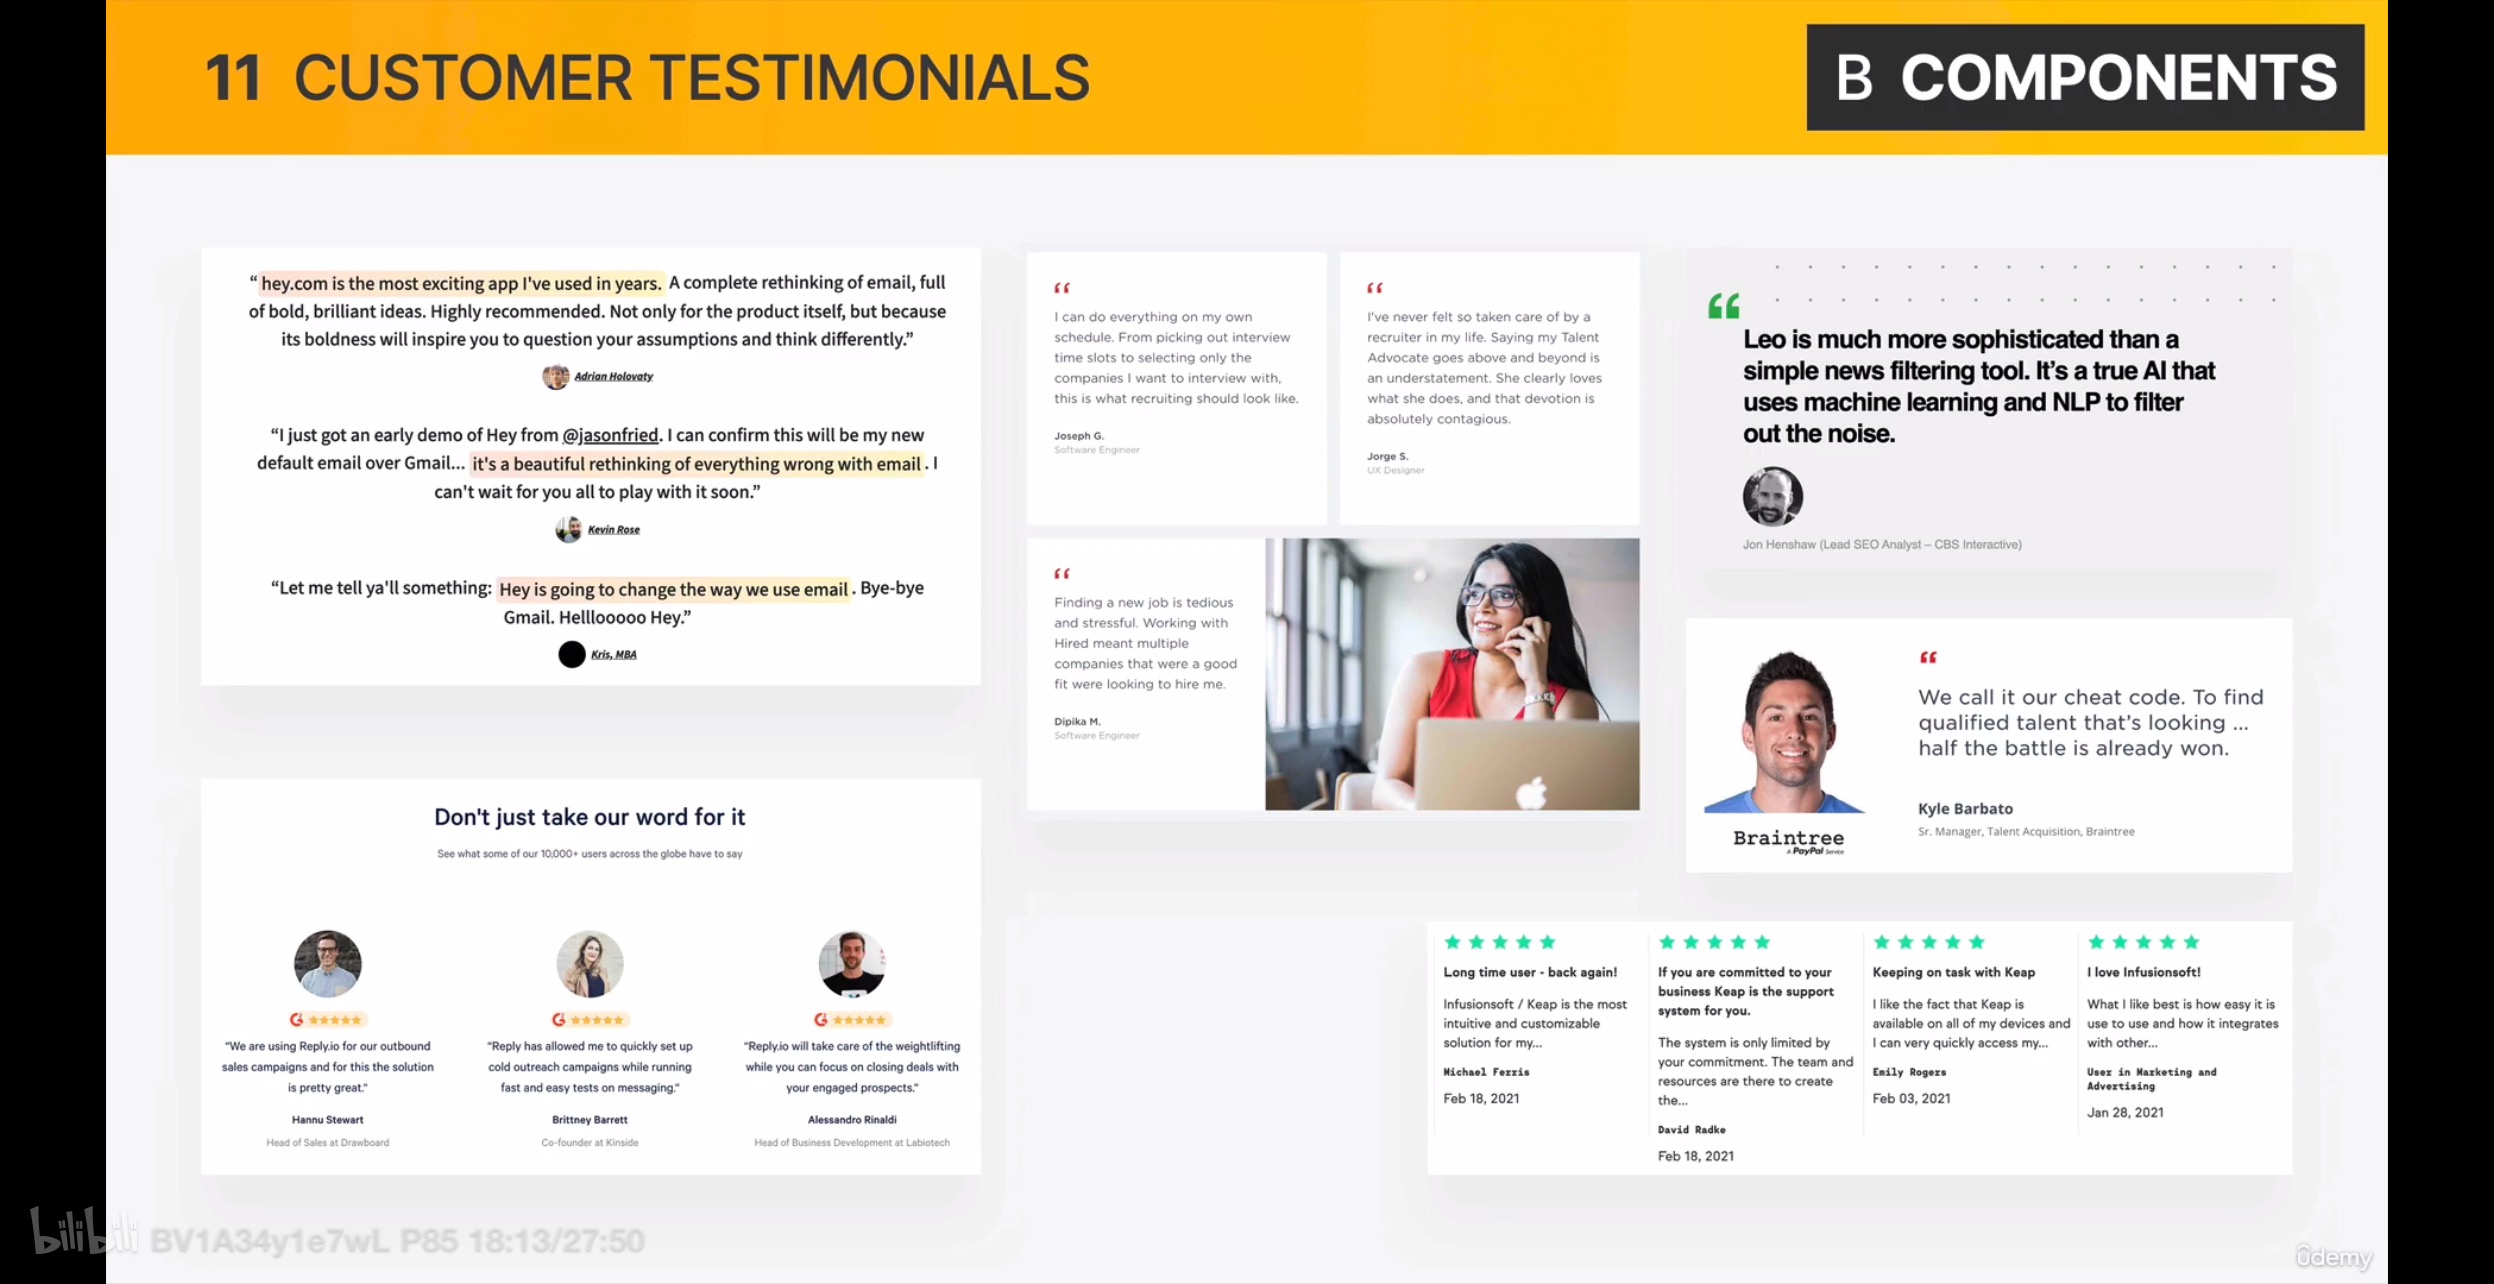 11 CUSTOMER TESTIMONIALS
B COMPONENTS
“ hey.com is the most exciting app I've used in years. A complete rethinking of email, full
of bold, brilliant ideas. Highly recommended. Not only for the product itself, but because
its boldness will inspire you to question your assumptions and think differently.”
Adrian Holovaty
“I just got an early demo of Hey from @jasonfried. I can confirm this will be my new
default email over Gmail... it's a beautiful rethinking of everything wrong with email . I
can't wait for you all to play with it soon.”
Kevin Rose
“Let me tell ya'll something: Hey is going to change the way we use email . Bye-bye
Gmail. Helllooooo Hey.”
Kris, MBA
Don't just take our word for it
See what some of our 10,000+ users across the globe have to say
“We are using Reply.io for our outbound
sales campaigns and for this the solution
is pretty great.”
Hannu Stewart
Head of Sales at Drawboard
“Reply has allowed me to quickly set up
cold outreach campaigns while running
fast and easy tests on messaging.”
Brittney Barrett
Co-founder at Kinside
“Reply.io will take care of the weightlifting
while you can focus on closing deals with
your engaged prospects.”
Alessandro Rinaldi
Head of Business Development at Labiotech
“
I can do everything on my own
schedule. From picking out interview
time slots to selecting only the
companies I want to interview with,
this is what recruiting should look like.
Joseph G.
Software Engineer
“
I've never felt so taken care of by a
recruiter in my life. Saying my Talent
Advocate goes above and beyond is
an understatement. She clearly loves
what she does, and that devotion is
absolutely contagious.
Jorge S.
UX Designer
“
Finding a new job is tedious
and stressful. Working with
Hired meant multiple
companies that were a good
fit were looking to hire me.
Dipika M.
Software Engineer
“
Leo is much more sophisticated than a
simple news filtering tool. It’s a true AI that
uses machine learning and NLP to filter
out the noise.
Jon Henshaw (Lead SEO Analyst – CBS Interactive)
Braintree
A PayPal Service
“
We call it our cheat code. To find
qualified talent that’s looking ...
half the battle is already won.
Kyle Barbato
Sr. Manager, Talent Acquisition, Braintree
Long time user - back again!
Infusionsoft / Keap is the most
intuitive and customizable
solution for my...
Michael Ferris
Feb 18, 2021
If you are committed to your
business Keap is the support
system for you.
The system is only limited by
your commitment. The team and
resources are there to create
the...
David Radke
Feb 18, 2021
Keeping on task with Keap
I like the fact that Keap is
available on all of my devices and
I can very quickly access my...
Emily Rogers
Feb 03, 2021
I love Infusionsoft!
What I like best is how easy it is
use to use and how it integrates
with other...
User in Marketing and
Advertising
Jan 28, 2021
bilibili BV1A34y1e7wL P85 18:13/27:50
ûdemy